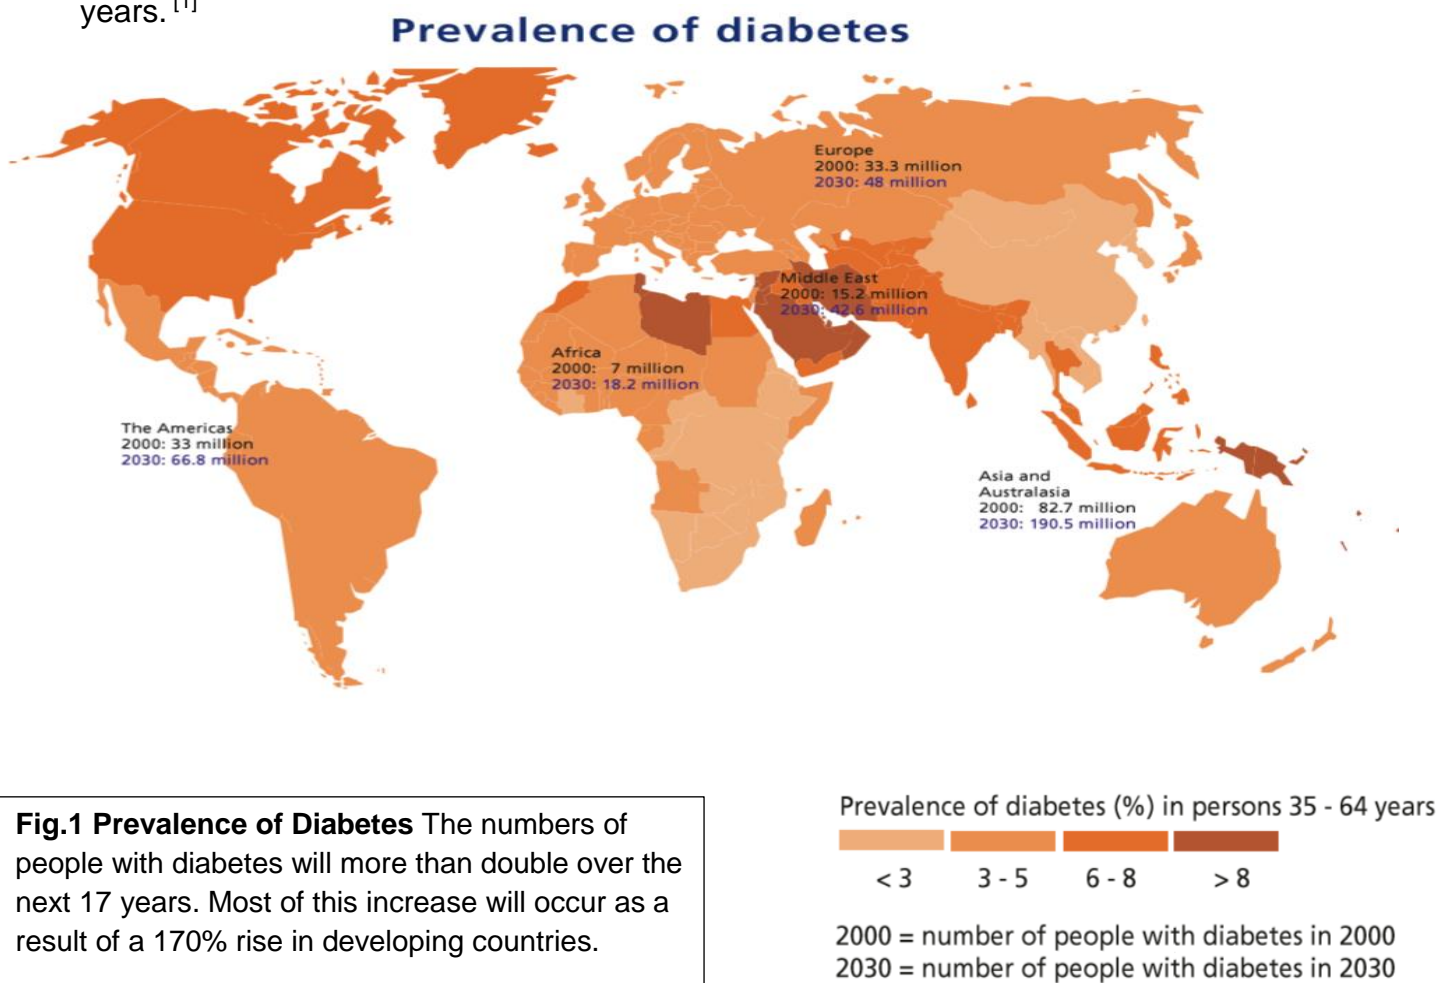 years. [1]
Prevalence of diabetes
Europe
2000: 33.3 million
2030: 48 million
Middle East
2000: 15.2 million
2030: 42.6 million
Africa
2000: 7 million
2030: 18.2 million
The Americas
2000: 33 million
2030: 66.8 million
Asia and
Australasia
2000: 82.7 million
2030: 190.5 million
Fig.1 Prevalence of Diabetes The numbers of
people with diabetes will more than double over the
next 17 years. Most of this increase will occur as a
result of a 170% rise in developing countries.
Prevalence of diabetes (%) in persons 35 - 64 years
< 3 3 - 5 6 - 8 > 8
2000 = number of people with diabetes in 2000
2030 = number of people with diabetes in 2030